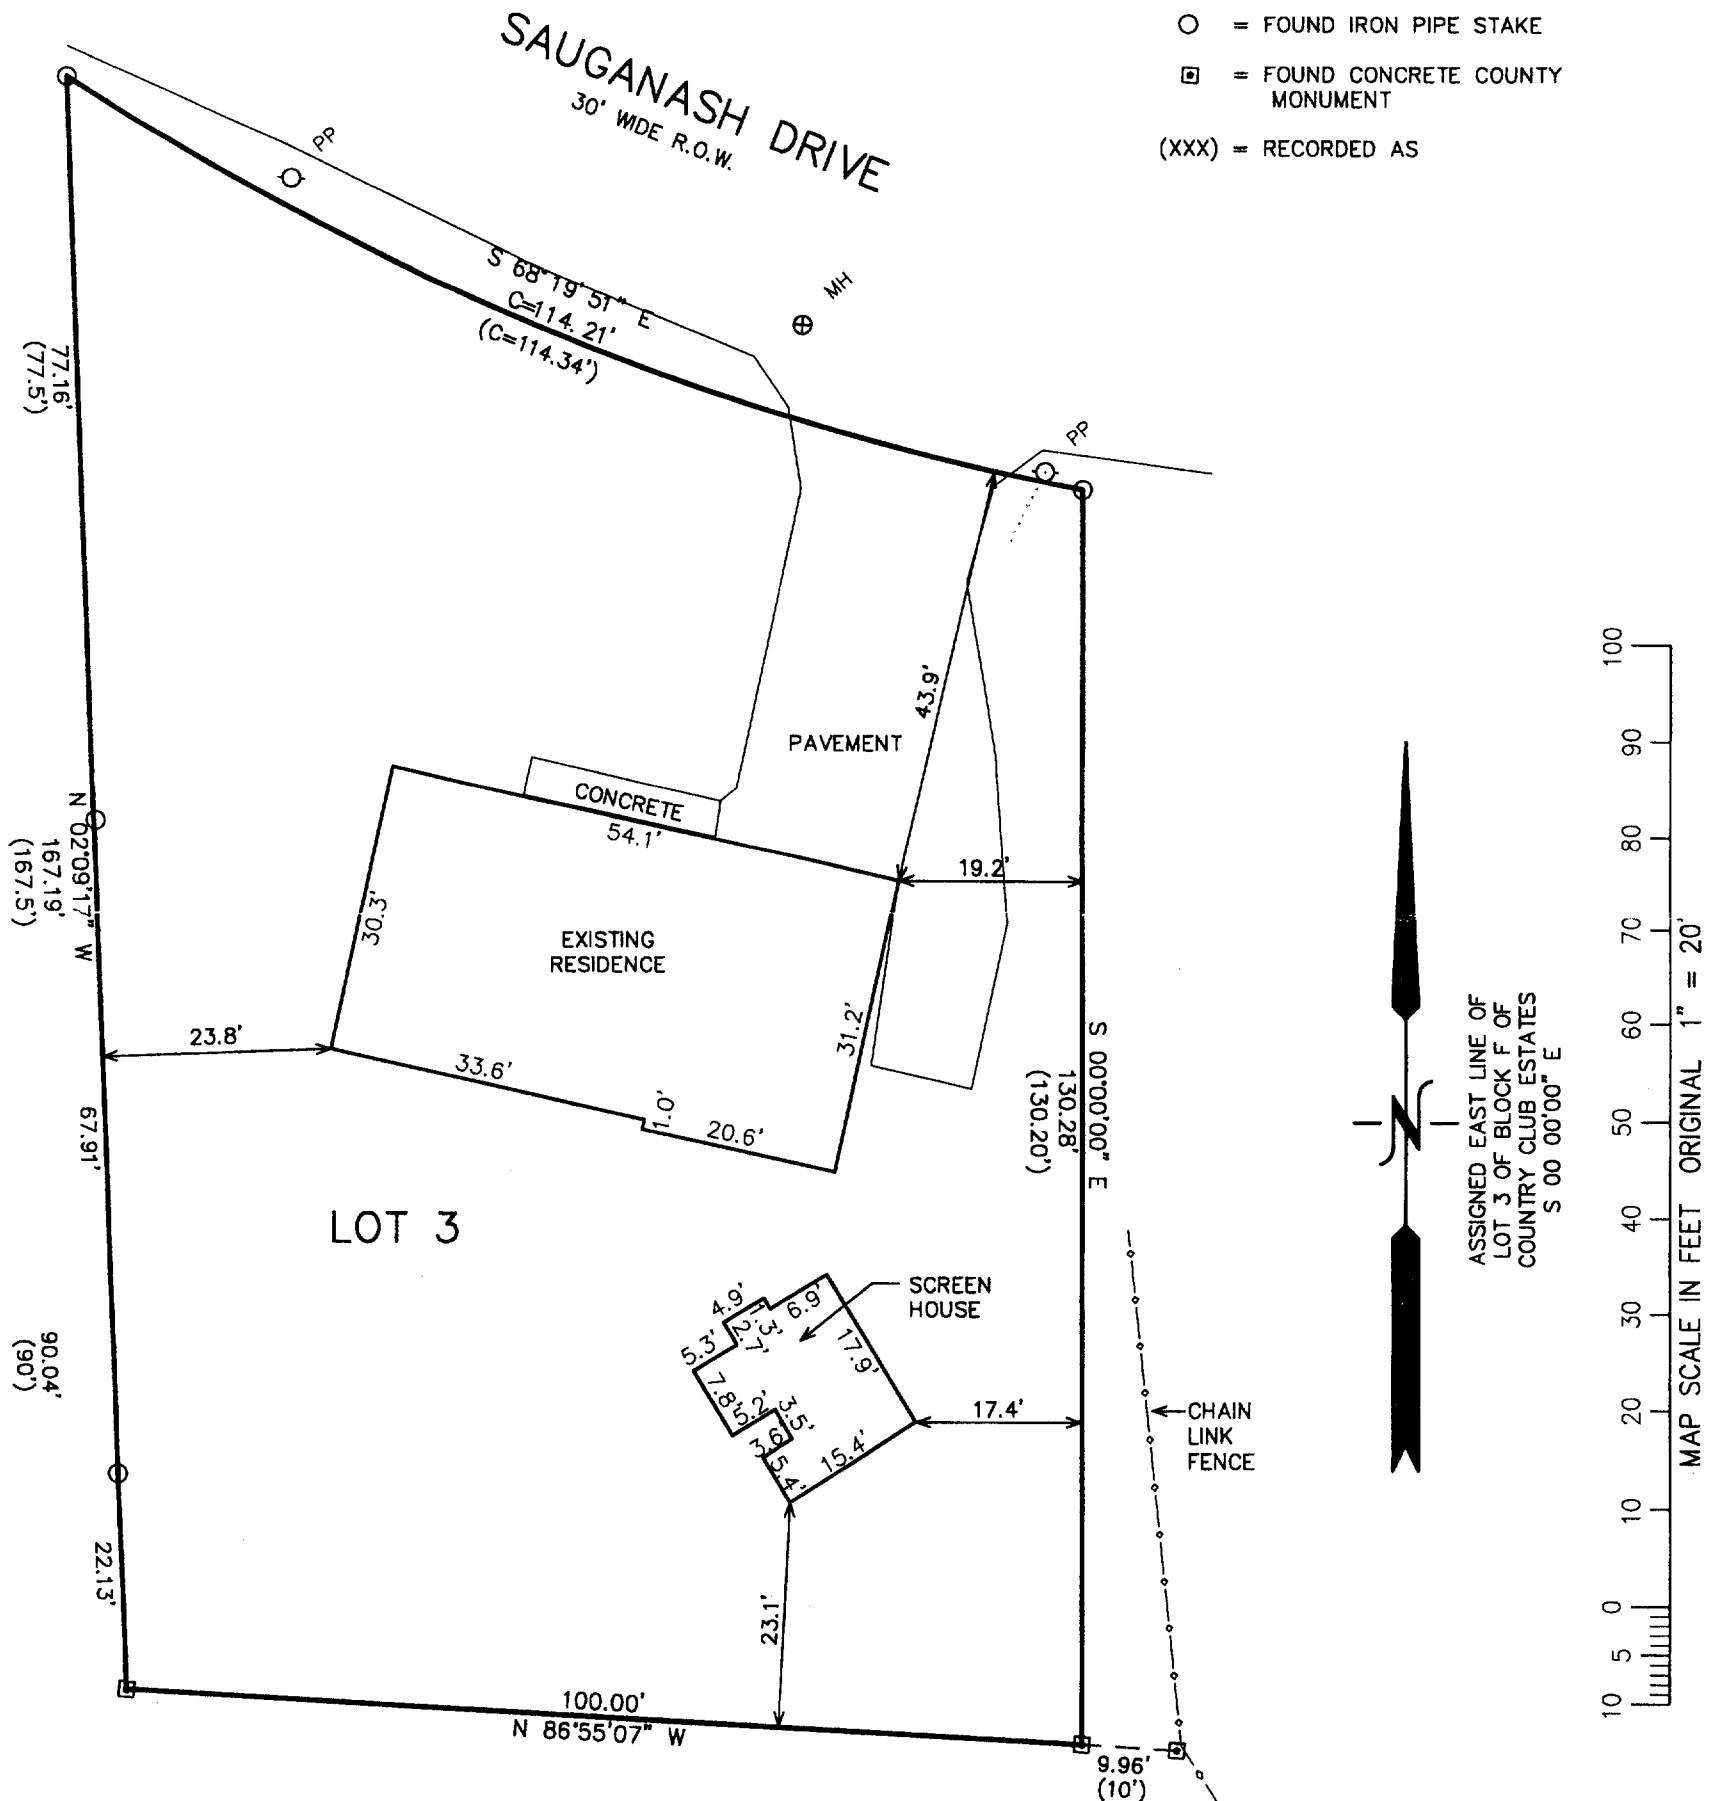 ○ = FOUND IRON PIPE STAKE
= FOUND CONCRETE COUNTY
MONUMENT
(XXX) = RECORDED AS
SAUGANASH DRIVE
30' WIDE R.O.W.
PP
MH
S 68°19'51" E
C=114.21'
(C=114.34')
PP
77.16'
(77.5')
43.9'
PAVEMENT
CONCRETE
54.1'
19.2'
N 02°09'17" W
167.19'
(167.5')
30.3'
EXISTING
RESIDENCE
31.2'
23.8'
33.6'
1.0'
20.6'
S 00°00'00" E
130.28'
(130.20')
67.91'
LOT 3
SCREEN
HOUSE
4.9'
1.3'
6.9'
2.7'
5.3'
17.9'
7.8'
5.2'
3.5'
3.6'
5.4'
15.4'
17.4'
CHAIN
LINK
FENCE
90.04'
(90')
22.13'
23.1'
100.00'
N 86°55'07" W
9.96'
(10')
N
ASSIGNED EAST LINE OF
LOT 3 OF BLOCK F OF
COUNTRY CLUB ESTATES
S 00 00'00" E
10 5 0 10 20 30 40 50 60 70 80 90 100
MAP SCALE IN FEET ORIGINAL 1" = 20'